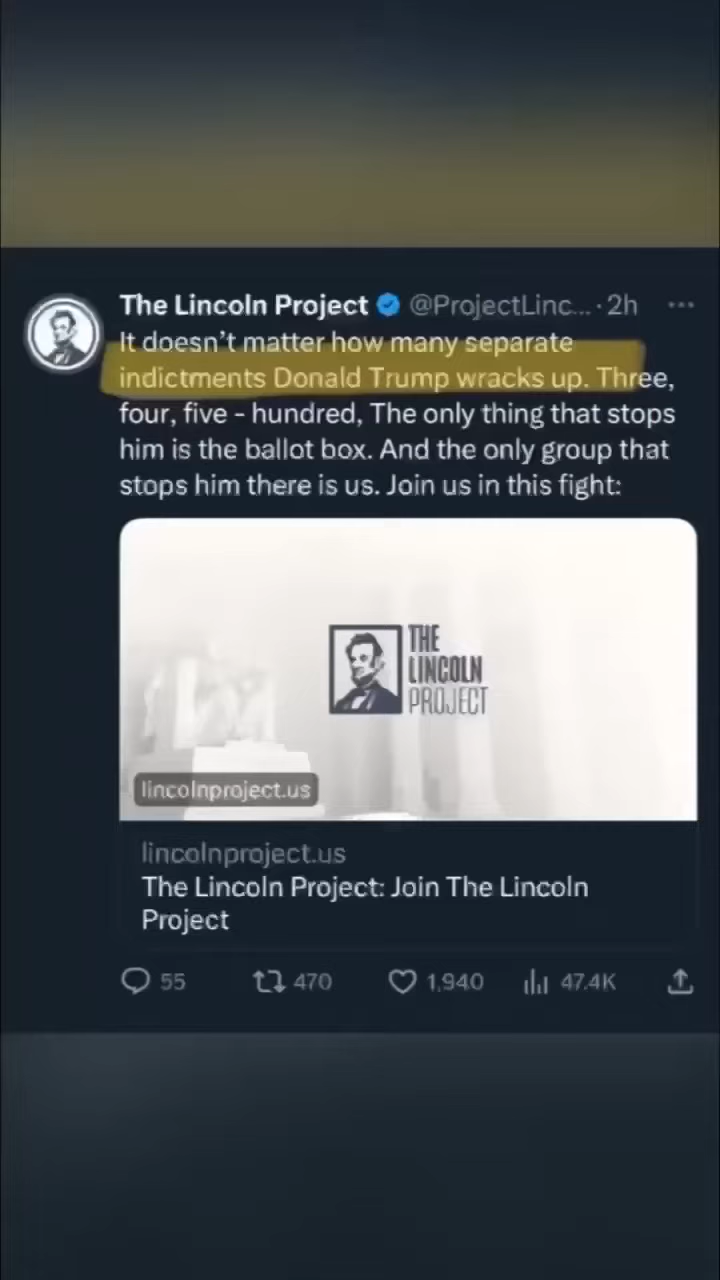 The Lincoln Project @ProjectLinc... · 2h
It doesn't matter how many separate
indictments Donald Trump wracks up. Three,
four, five - hundred, The only thing that stops
him is the ballot box. And the only group that
stops him there is us. Join us in this fight:
THE
LINCOLN
PROJECT
lincolnproject.us
lincolnproject.us
The Lincoln Project: Join The Lincoln
Project
55 470 1,940 47.4K